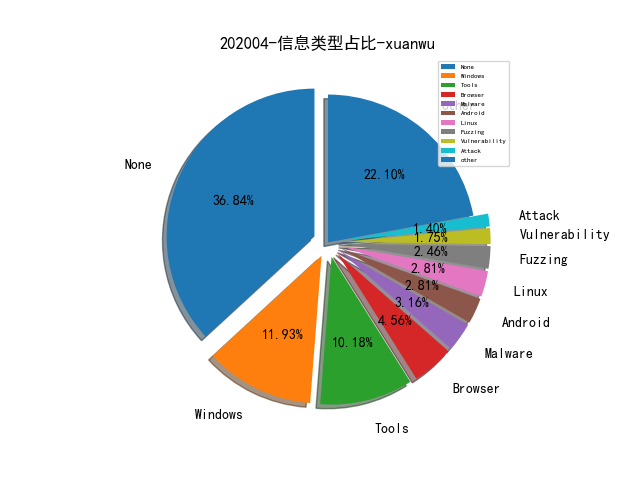 202004-信息类型占比-xuanwu
None
Windows
Tools
Browser
Malware
Android
Linux
Fuzzing
Vulnerability
Attack
other
None
36.84%
22.10%
1.40%
Attack
1.75%
Vulnerability
2.46%
Fuzzing
2.81%
Linux
2.81%
Android
3.16%
Malware
4.56%
Browser
10.18%
Tools
11.93%
Windows
other